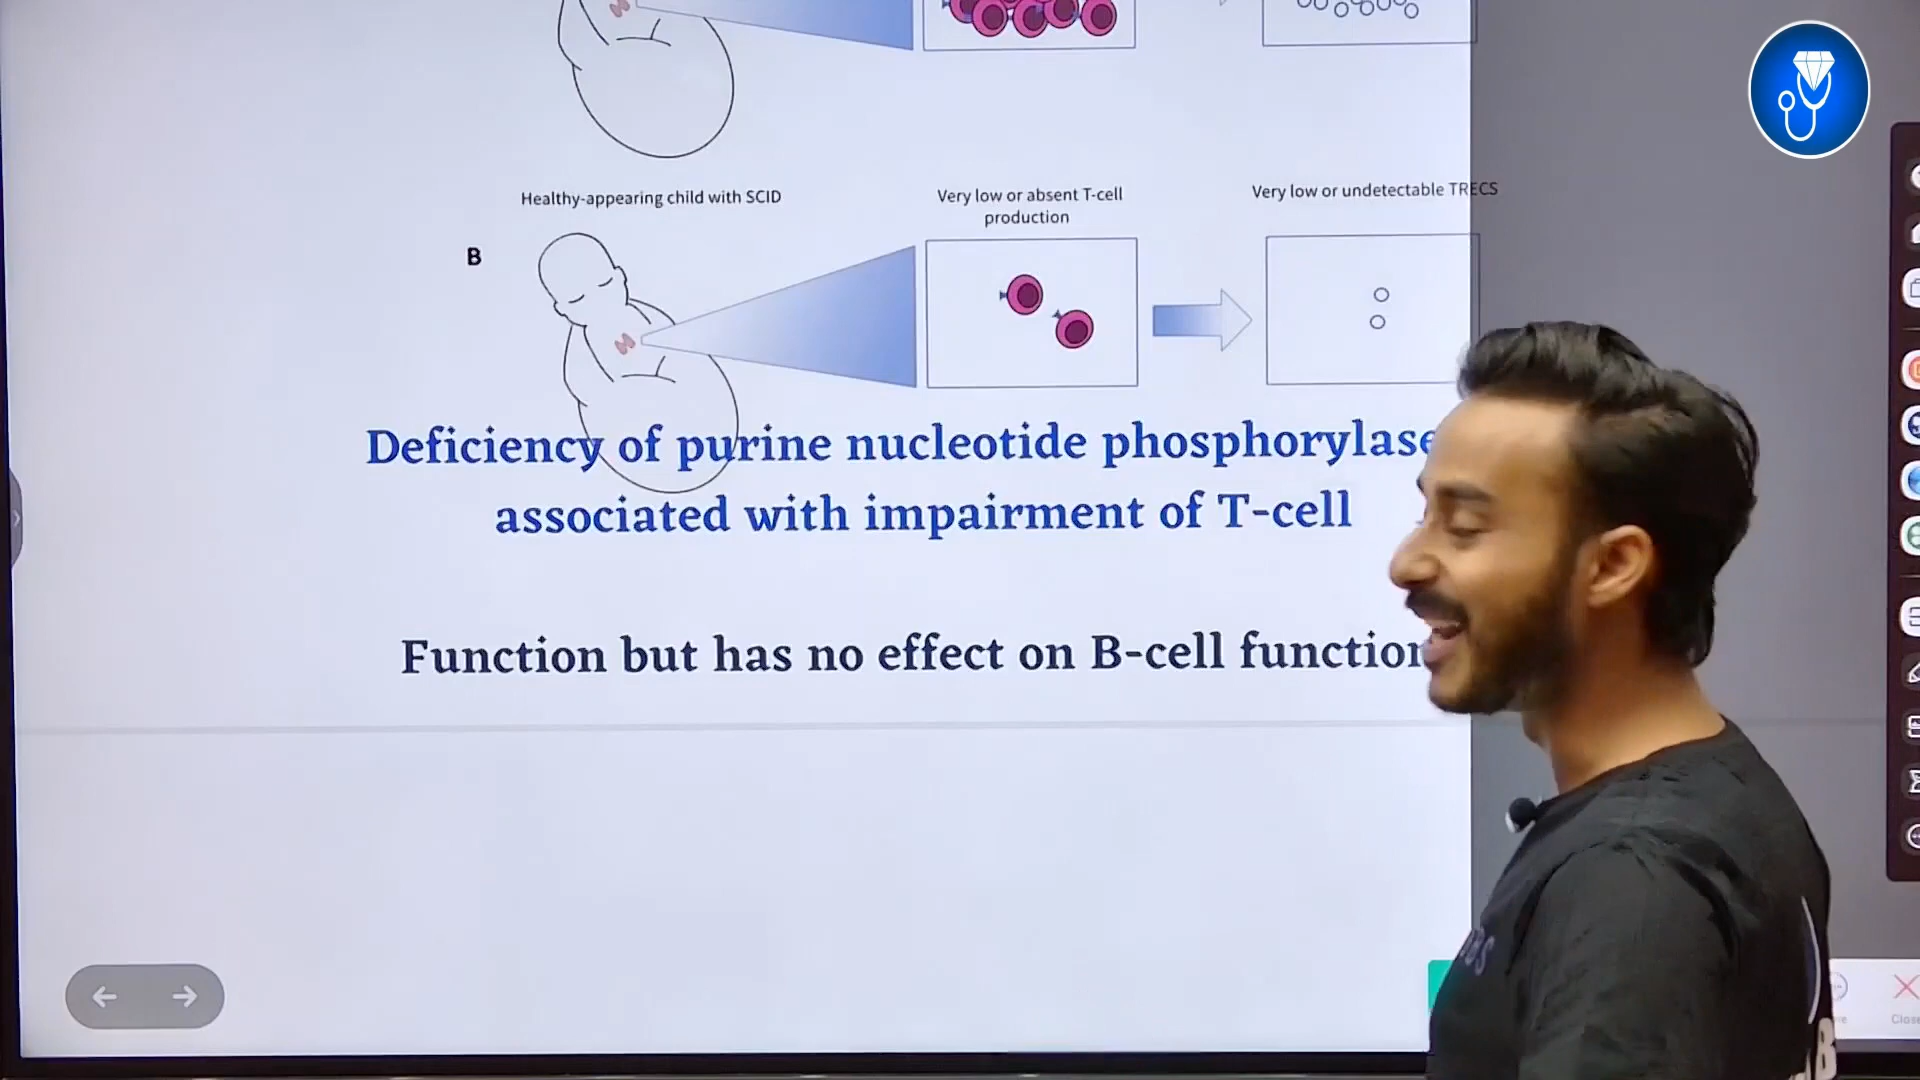 Healthy-appearing child with SCID
Very low or absent T-cell
production
Very low or undetectable TRECS
B
Deficiency of purine nucleotide phosphorylase
associated with impairment of T-cell
Function but has no effect on B-cell function
Close